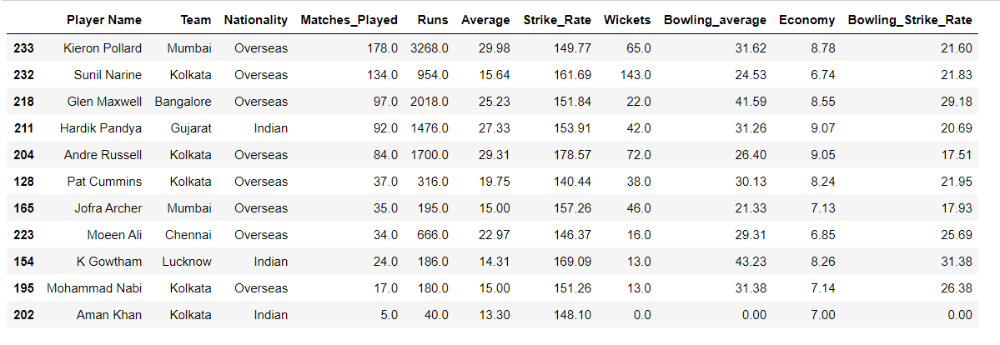 Player Name Team Nationality Matches_Played Runs Average Strike_Rate Wickets Bowling_average Economy Bowling_Strike_Rate
233 Kieron Pollard Mumbai Overseas 178.0 3268.0 29.98 149.77 65.0 31.62 8.78 21.60
232 Sunil Narine Kolkata Overseas 134.0 954.0 15.64 161.69 143.0 24.53 6.74 21.83
218 Glen Maxwell Bangalore Overseas 97.0 2018.0 25.23 151.84 22.0 41.59 8.55 29.18
211 Hardik Pandya Gujarat Indian 92.0 1476.0 27.33 153.91 42.0 31.26 9.07 20.69
204 Andre Russell Kolkata Overseas 84.0 1700.0 29.31 178.57 72.0 26.40 9.05 17.51
128 Pat Cummins Kolkata Overseas 37.0 316.0 19.75 140.44 38.0 30.13 8.24 21.95
165 Jofra Archer Mumbai Overseas 35.0 195.0 15.00 157.26 46.0 21.33 7.13 17.93
223 Moeen Ali Chennai Overseas 34.0 666.0 22.97 146.37 16.0 29.31 6.85 25.69
154 K Gowtham Lucknow Indian 24.0 186.0 14.31 169.09 13.0 43.23 8.26 31.38
195 Mohammad Nabi Kolkata Overseas 17.0 180.0 15.00 151.26 13.0 31.38 7.14 26.38
202 Aman Khan Kolkata Indian 5.0 40.0 13.30 148.10 0.0 0.00 7.00 0.00